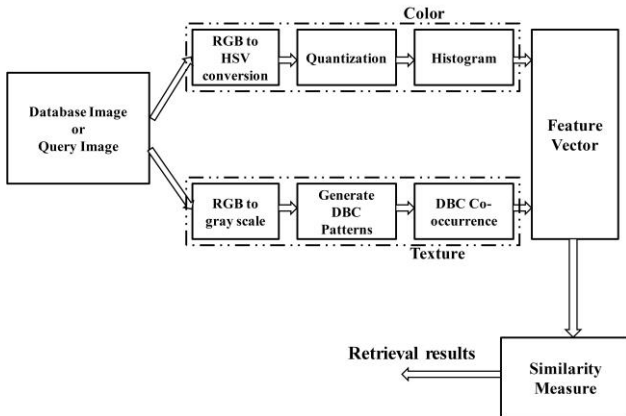 Color
RGB to
HSV
conversion
Quantization
Histogram
Database Image
or
Query Image
Feature
Vector
RGB to
gray scale
Generate
DBC
Patterns
DBC Co-
occurrence
Texture
Retrieval results
Similarity
Measure